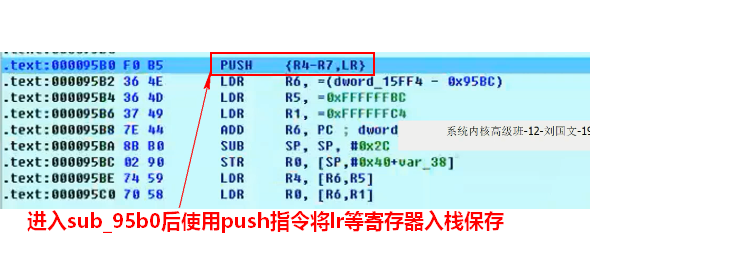 .text:000095B0 F0 B5 PUSH {R4-R7,LR}
.text:000095B2 36 4E LDR R6, =(dword_15FF4 - 0x95BC)
.text:000095B4 36 4D LDR R5, =0xFFFFFFBC
.text:000095B6 37 49 LDR R1, =0xFFFFFFC4
.text:000095B8 7E 44 ADD R6, PC ; dword
系统内核高级班-12-刘国文-19
.text:000095BA 8B B0 SUB SP, SP, #0x2C
.text:000095BC 02 90 STR R0, [SP,#0x40+var_38]
.text:000095BE 74 59 LDR R4, [R6,R5]
.text:000095C0 70 58 LDR R0, [R6,R1]
进入sub_95b0后使用push指令将lr等寄存器入栈保存